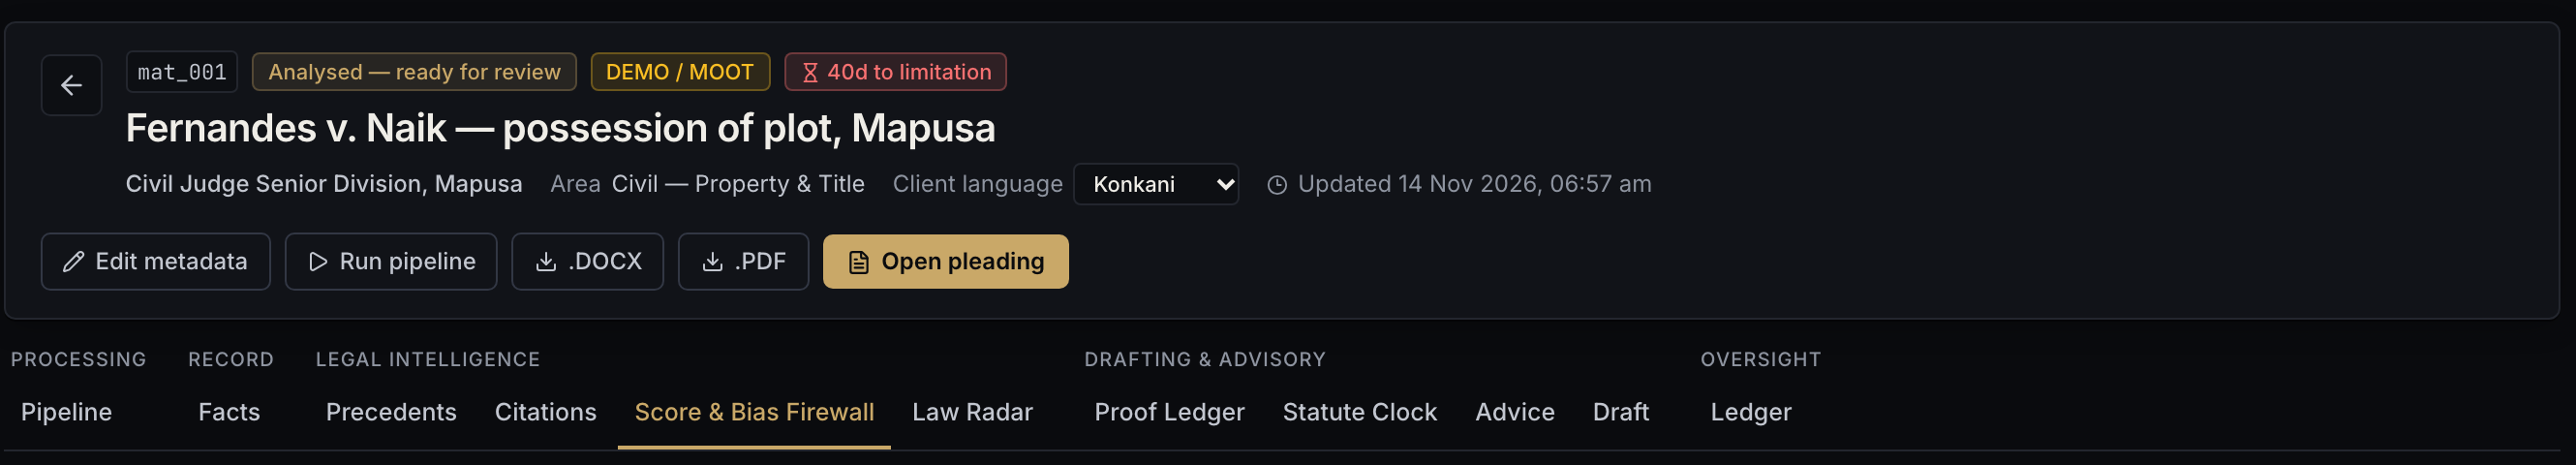 mat_001 Analysed — ready for review DEMO / MOOT 40d to limitation
Fernandes v. Naik — possession of plot, Mapusa
Civil Judge Senior Division, Mapusa Area Civil — Property & Title Client language Konkani Updated 14 Nov 2026, 06:57 am
Edit metadata Run pipeline .DOCX .PDF Open pleading
PROCESSING RECORD LEGAL INTELLIGENCE DRAFTING & ADVISORY OVERSIGHT
Pipeline Facts Precedents Citations Score & Bias Firewall Law Radar Proof Ledger Statute Clock Advice Draft Ledger